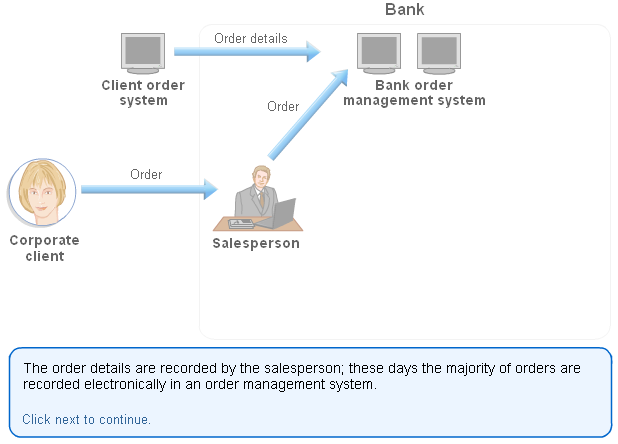 Bank
Order details
Client order
system
Bank order
management system
Order
Order
Corporate
client
Salesperson
The order details are recorded by the salesperson; these days the majority of orders are
recorded electronically in an order management system.
Click next to continue.